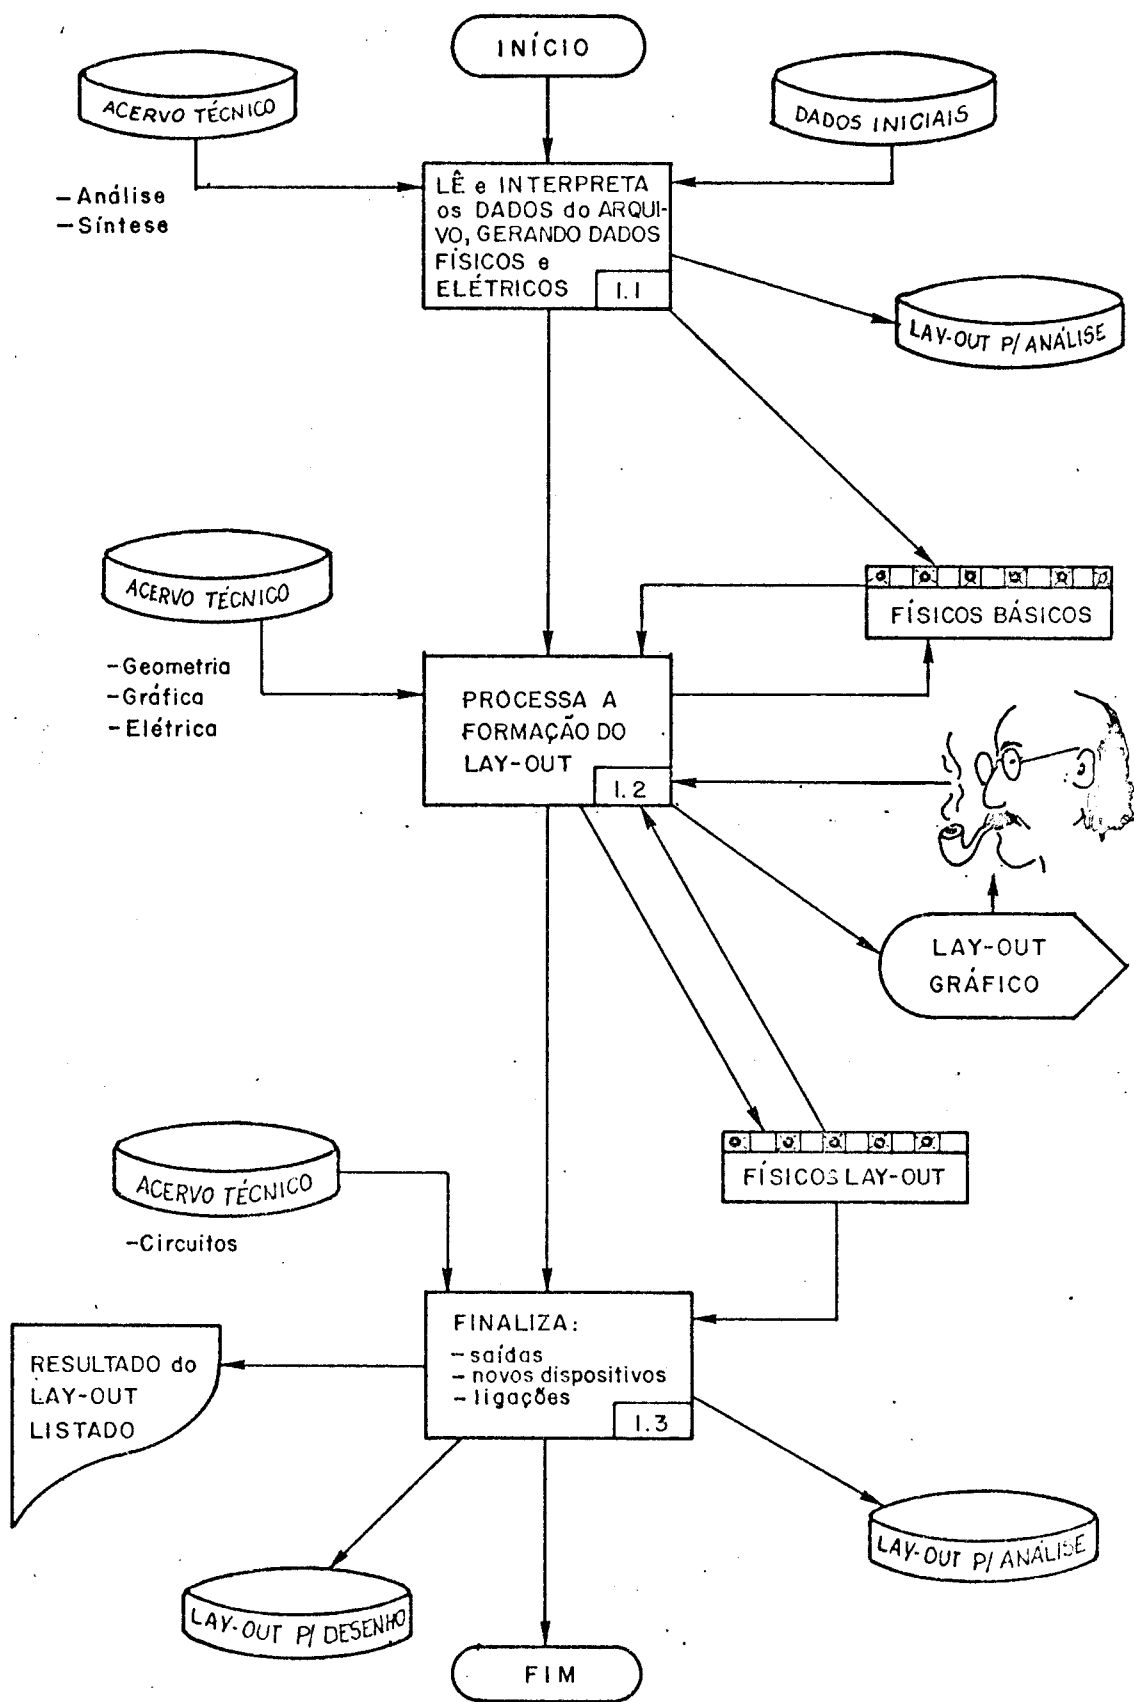 INÍCIO
ACERVO TÉCNICO
DADOS INICIAIS
- Análise
- Síntese
LÊ e INTERPRETA
os DADOS do ARQUI-
VO, GERANDO DADOS
FÍSICOS e
ELÉTRICOS
1.1
LAY-OUT P/ ANÁLISE
ACERVO TÉCNICO
- Geometria
- Gráfica
- Elétrica
FÍSICOS BÁSICOS
PROCESSA A
FORMAÇÃO DO
LAY-OUT
1.2
LAY-OUT
GRÁFICO
FÍSICOS LAY-OUT
ACERVO TÉCNICO
- Circuitos
FINALIZA:
- saídas
- novos dispositivos
- ligações
1.3
RESULTADO do
LAY-OUT
LISTADO
LAY-OUT P/ ANÁLISE
LAY-OUT P/ DESENHO
FIM